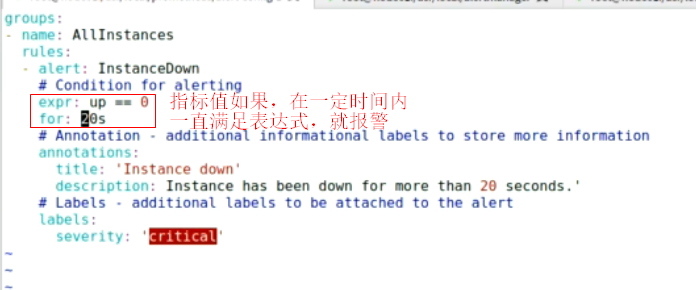 groups:
- name: AllInstances
rules:
- alert: InstanceDown
# Condition for alerting
expr: up == 0
指标值如果，在一定时间内
for: 20s
一直满足表达式，就报警
# Annotation - additional informational labels to store more information
annotations:
title: 'Instance down'
description: Instance has been down for more than 20 seconds.'
# Labels - additional labels to be attached to the alert
labels:
severity: 'critical'
~
~
~